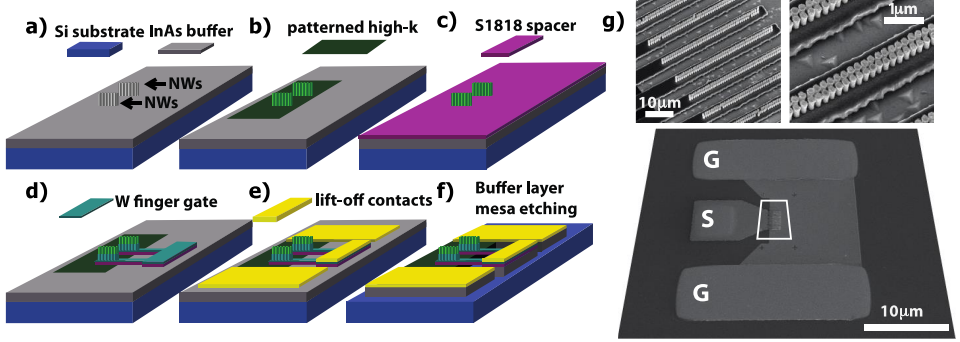 a)
Si substrate InAs buffer
NWs
NWs
b)
patterned high-k
c)
S1818 spacer
d)
W finger gate
e)
lift-off contacts
f)
Buffer layer
mesa etching
g)
10µm
1µm
G
S
G
10µm